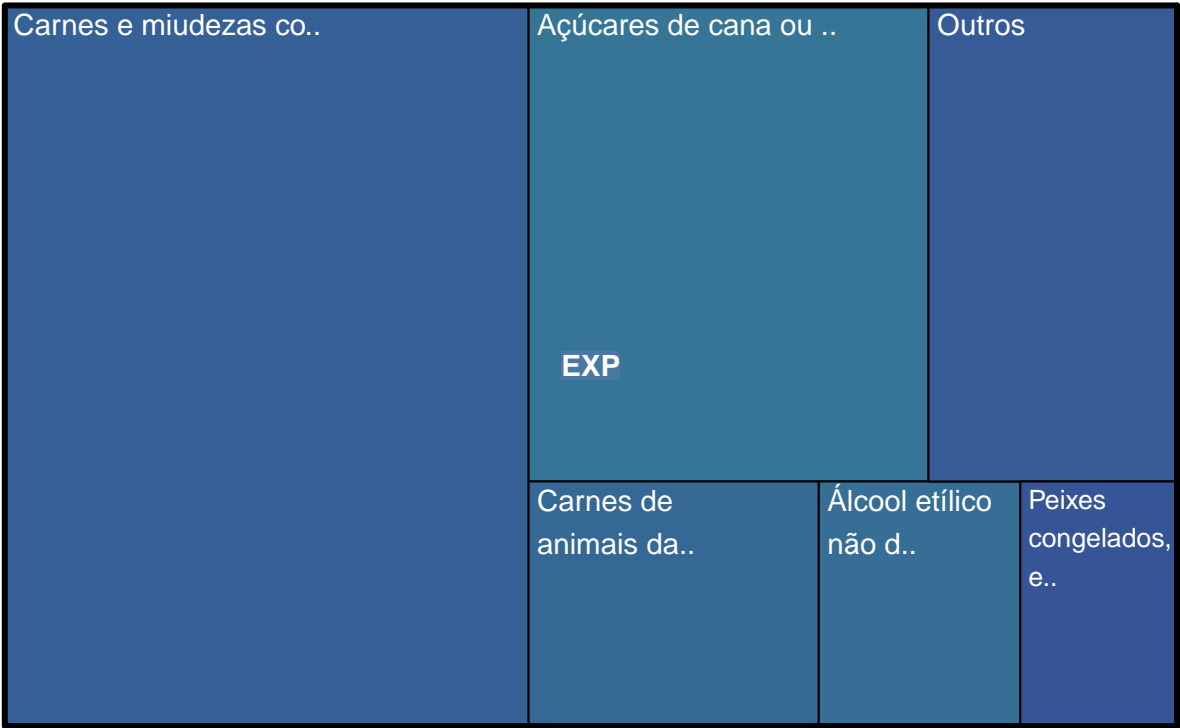 Carnes e miudezas co..
Açúcares de cana ou ..
Outros
EXP
Carnes de
animais da..
Álcool etílico
não d..
Peixes
congelados,
e..